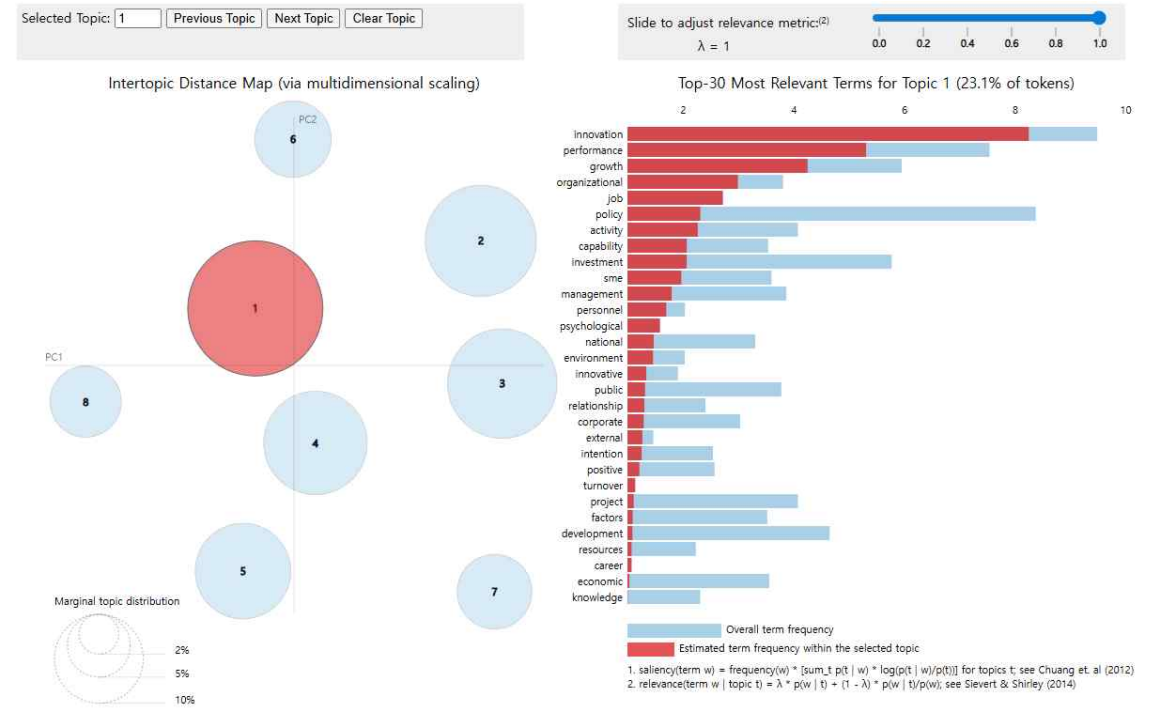 Selected Topic: 1 Previous Topic Next Topic Clear Topic
Slide to adjust relevance metric:(2)
λ = 1
0.0 0.2 0.4 0.6 0.8 1.0
Intertopic Distance Map (via multidimensional scaling)
PC2
PC1
6
2
1
3
8
4
5
7
Marginal topic distribution
2%
5%
10%
Top-30 Most Relevant Terms for Topic 1 (23.1% of tokens)
2 4 6 8 10
innovation
performance
growth
organizational
job
policy
activity
capability
investment
sme
management
personnel
psychological
national
environment
innovative
public
relationship
corporate
external
intention
positive
turnover
project
factors
development
resources
career
economic
knowledge
Overall term frequency
Estimated term frequency within the selected topic
1. saliency(term w) = frequency(w) * [sum_t p(t | w) * log(p(t | w)/p(t))] for topics t; see Chuang et. al (2012)
2. relevance(term w | topic t) = λ * p(w | t) + (1 - λ) * p(w | t)/p(w); see Sievert & Shirley (2014)